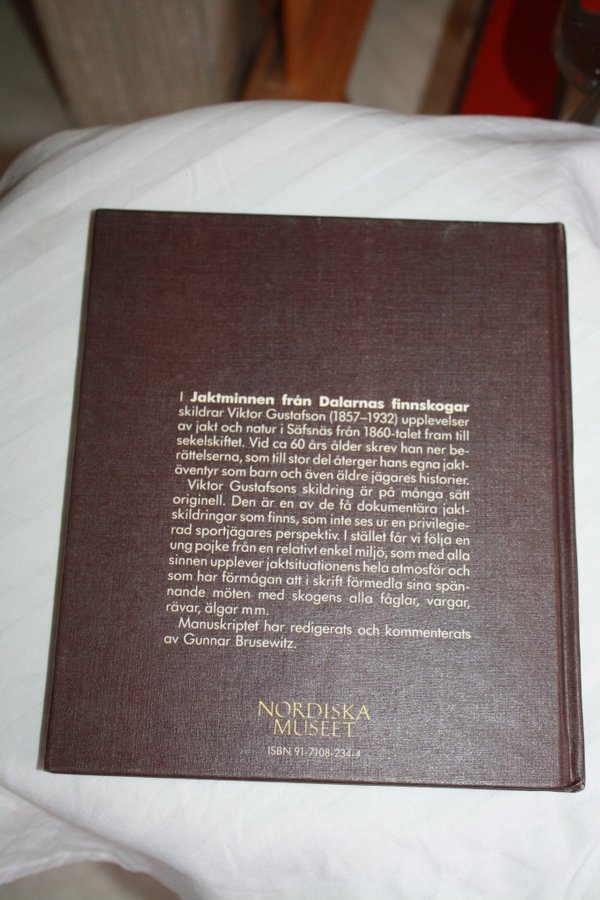 I Jaktminnen från Dalarnas finnskogar
skildrar Viktor Gustafson (1857–1932) upplevelser
av jakt och natur i Säfsnäs från 1860-talet fram till
sekelskiftet. Vid ca 60 års ålder skrev han ner be-
rättelserna, som till stor del återger hans egna jakt-
äventyr som barn och även äldre jägares historier.
Viktor Gustafsons skildring är på många sätt
originell. Den är en av de få dokumentära jakt-
skildringar som finns, som inte ses ur en privilegie-
rad sportjägares perspektiv. I stället får vi följa en
ung pojke från en relativt enkel miljö, som med alla
sinnen upplever jaktsituationens hela atmosfär och
som har förmågan att i skrift förmedla sina spän-
nande möten med skogens alla fåglar, vargar,
rävar, älgar m m.
Manuskriptet har redigerats och kommenterats
av Gunnar Brusewitz.
NORDISKA
MUSEET
ISBN 91-7108-234-4